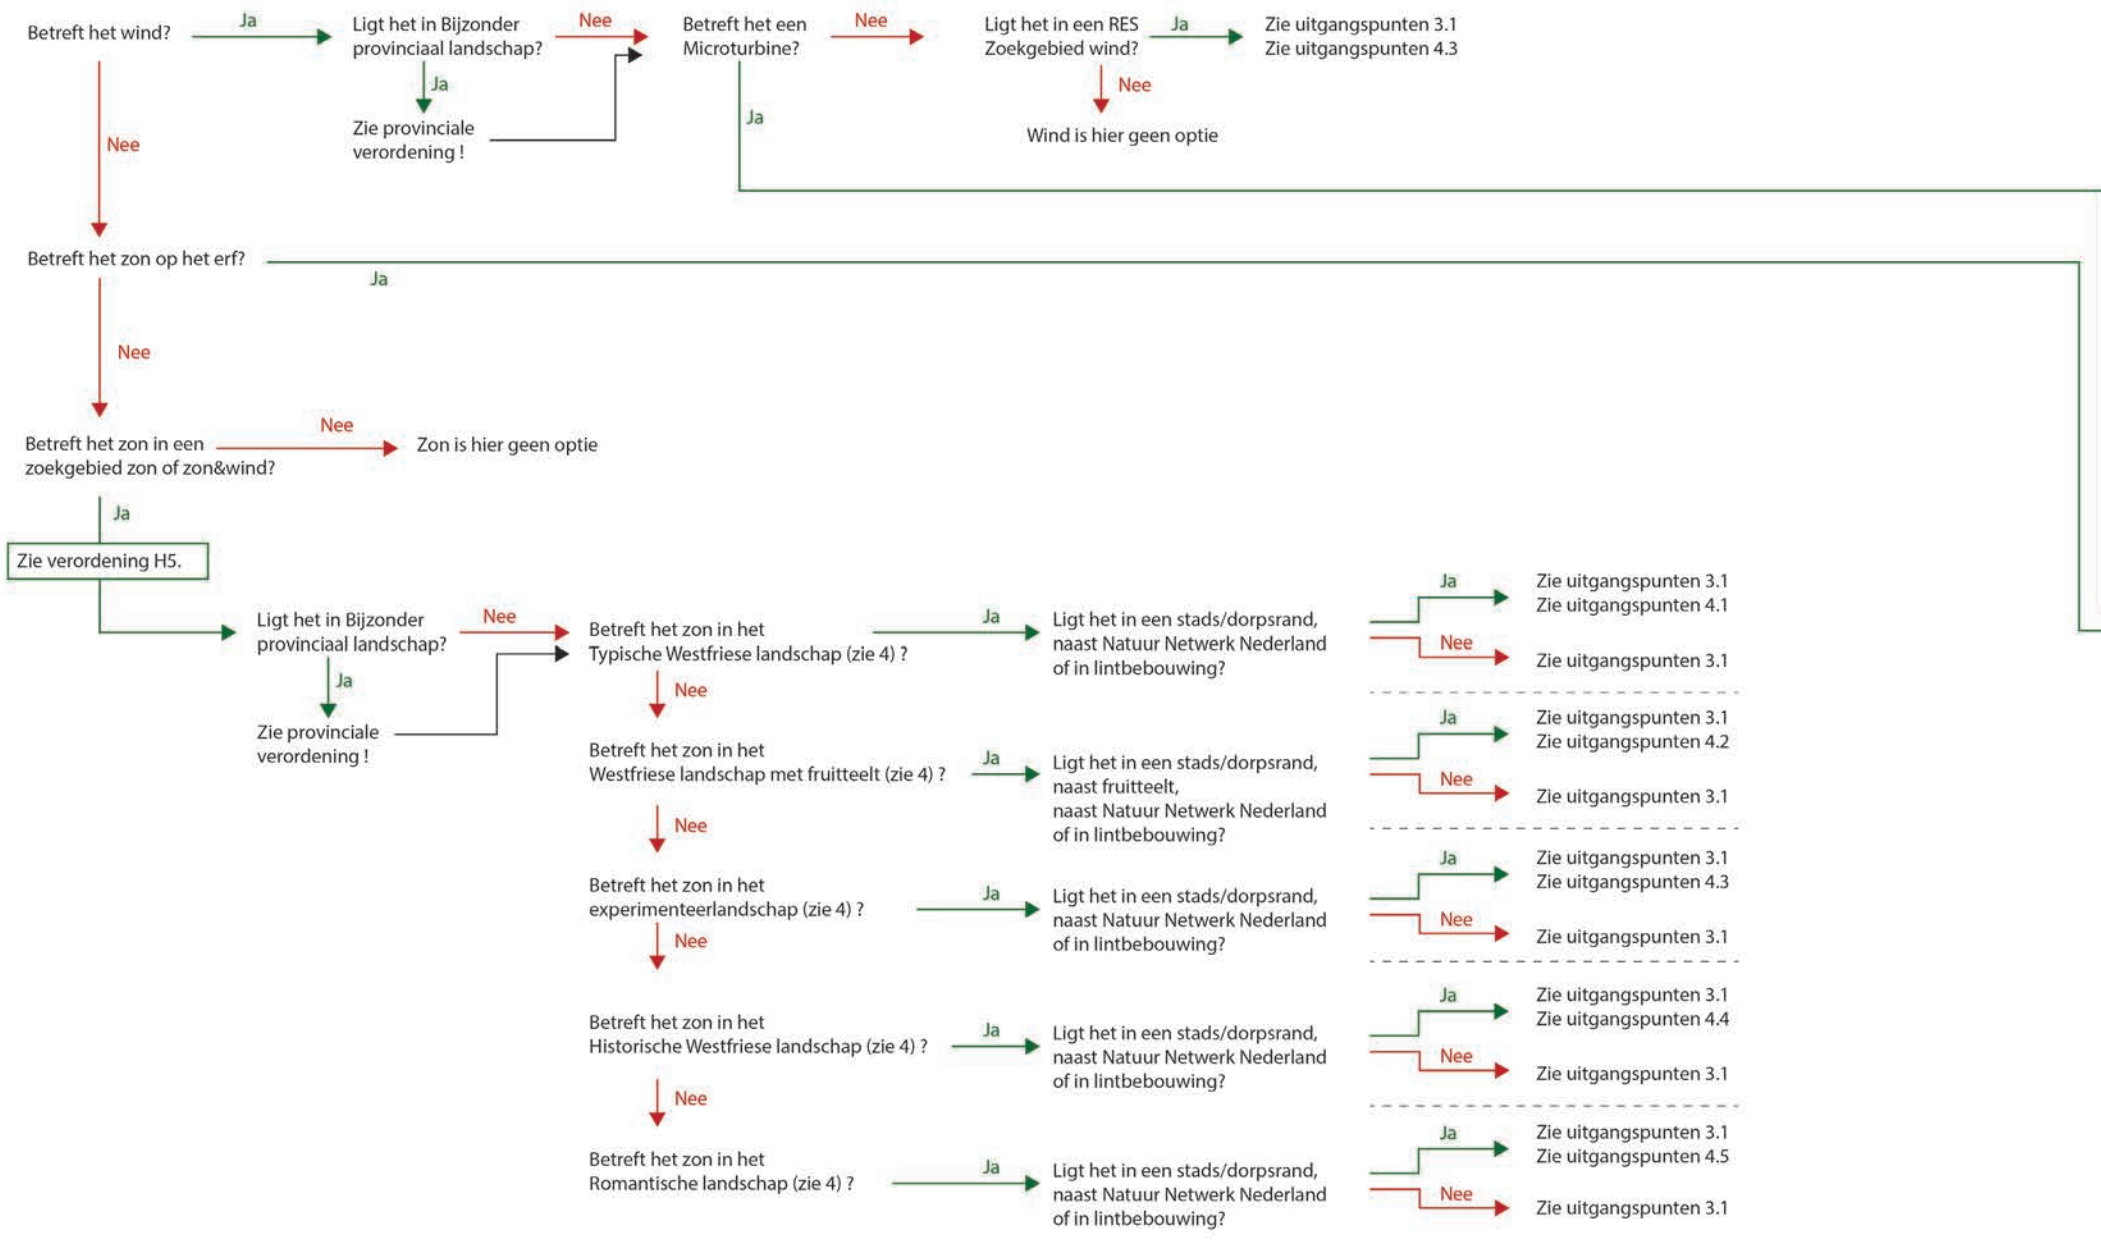 Betreft het wind?
Ja
Ligt het in Bijzonder
provinciaal landschap?
Nee
Betreft het een
Microturbine?
Nee
Ligt het in een RES
Zoekgebied wind?
Ja
Zie uitgangspunten 3.1
Zie uitgangspunten 4.3
Ja
Nee
Zie provinciale
verordening !
Ja
Wind is hier geen optie
Nee
Betreft het zon op het erf?
Ja
Nee
Betreft het zon in een
zoekgebied zon of zon&wind?
Nee
Zon is hier geen optie
Ja
Zie verordening H5.
Ligt het in Bijzonder
provinciaal landschap?
Nee
Ja
Zie provinciale
verordening !
Betreft het zon in het
Typische Westfriese landschap (zie 4) ?
Ja
Ligt het in een stads/dorpsrand,
naast Natuur Netwerk Nederland
of in lintbebouwing?
Ja
Zie uitgangspunten 3.1
Zie uitgangspunten 4.1
Nee
Zie uitgangspunten 3.1
Nee
Betreft het zon in het
Westfriese landschap met fruitteelt (zie 4) ?
Ja
Ligt het in een stads/dorpsrand,
naast fruitteelt,
naast Natuur Netwerk Nederland
of in lintbebouwing?
Ja
Zie uitgangspunten 3.1
Zie uitgangspunten 4.2
Nee
Zie uitgangspunten 3.1
Nee
Betreft het zon in het
experimenteerlandschap (zie 4) ?
Ja
Ligt het in een stads/dorpsrand,
naast Natuur Netwerk Nederland
of in lintbebouwing?
Ja
Zie uitgangspunten 3.1
Zie uitgangspunten 4.3
Nee
Zie uitgangspunten 3.1
Nee
Betreft het zon in het
Historische Westfriese landschap (zie 4) ?
Ja
Ligt het in een stads/dorpsrand,
naast Natuur Netwerk Nederland
of in lintbebouwing?
Ja
Zie uitgangspunten 3.1
Zie uitgangspunten 4.4
Nee
Zie uitgangspunten 3.1
Nee
Betreft het zon in het
Romantische landschap (zie 4) ?
Ja
Ligt het in een stads/dorpsrand,
naast Natuur Netwerk Nederland
of in lintbebouwing?
Ja
Zie uitgangspunten 3.1
Zie uitgangspunten 4.5
Nee
Zie uitgangspunten 3.1